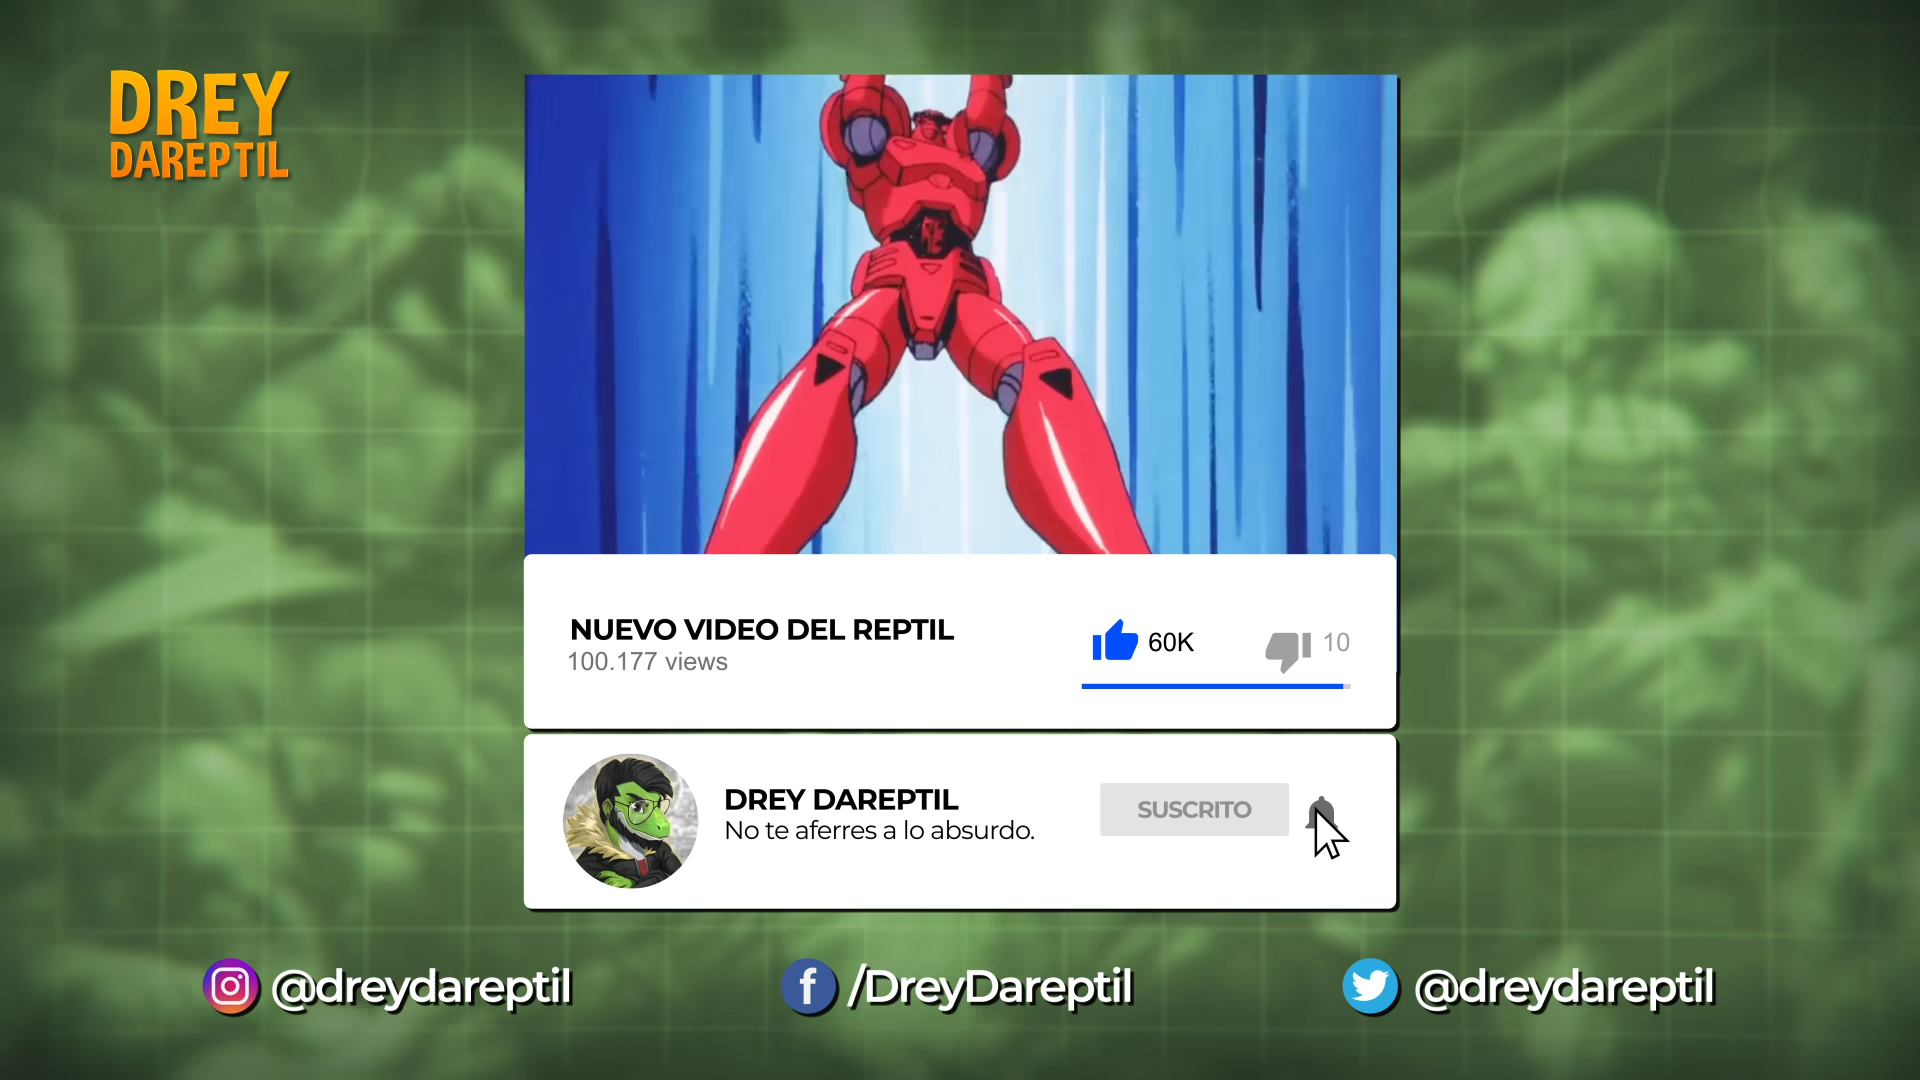 DREY
DAREPTIL
NUEVO VIDEO DEL REPTIL
100.177 views
60K
10
DREY DAREPTIL
No te aferres a lo absurdo.
SUSCRITO
@dreydareptil
/DreyDareptil
@dreydareptil